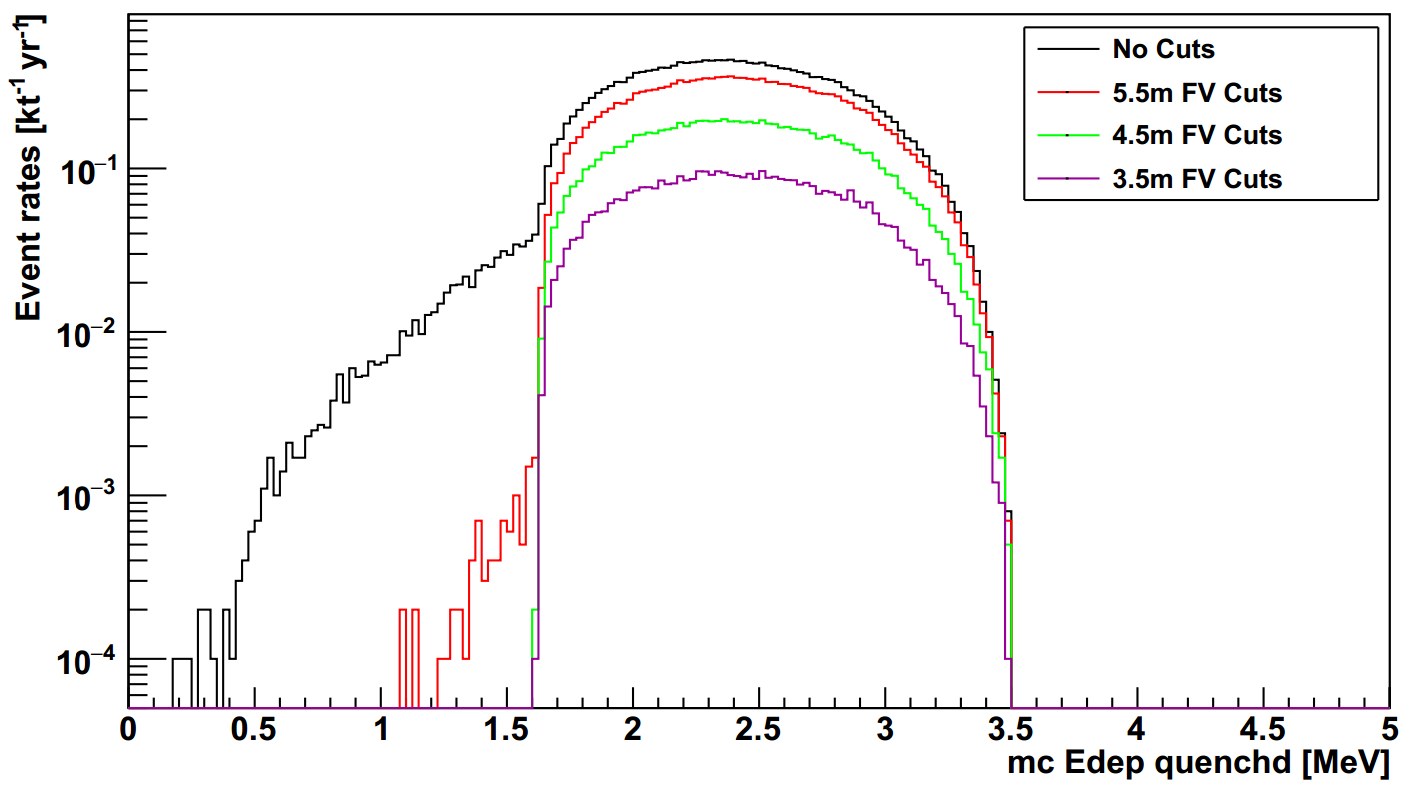 Event rates [kt⁻¹ yr⁻¹]
No Cuts
5.5m FV Cuts
4.5m FV Cuts
3.5m FV Cuts
10⁻¹
10⁻²
10⁻³
10⁻⁴
0 0.5 1 1.5 2 2.5 3 3.5 4 4.5 5
mc Edep quenchd [MeV]